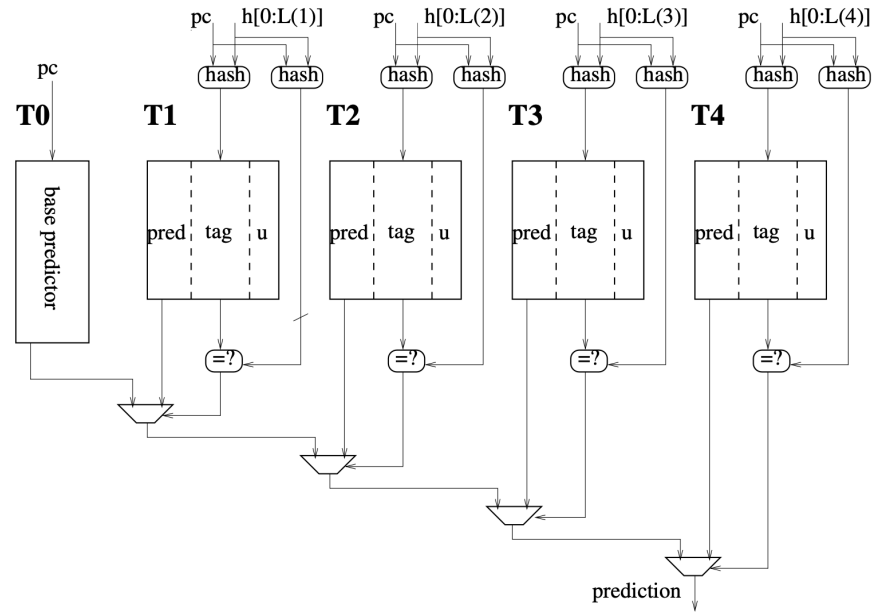 pc h[0:L(1)] pc h[0:L(2)] pc h[0:L(3)] pc h[0:L(4)]
pc hash hash hash hash hash hash hash hash
T0 T1 T2 T3 T4
base predictor
pred tag u pred tag u pred tag u pred tag u
=? =? =? =?
prediction